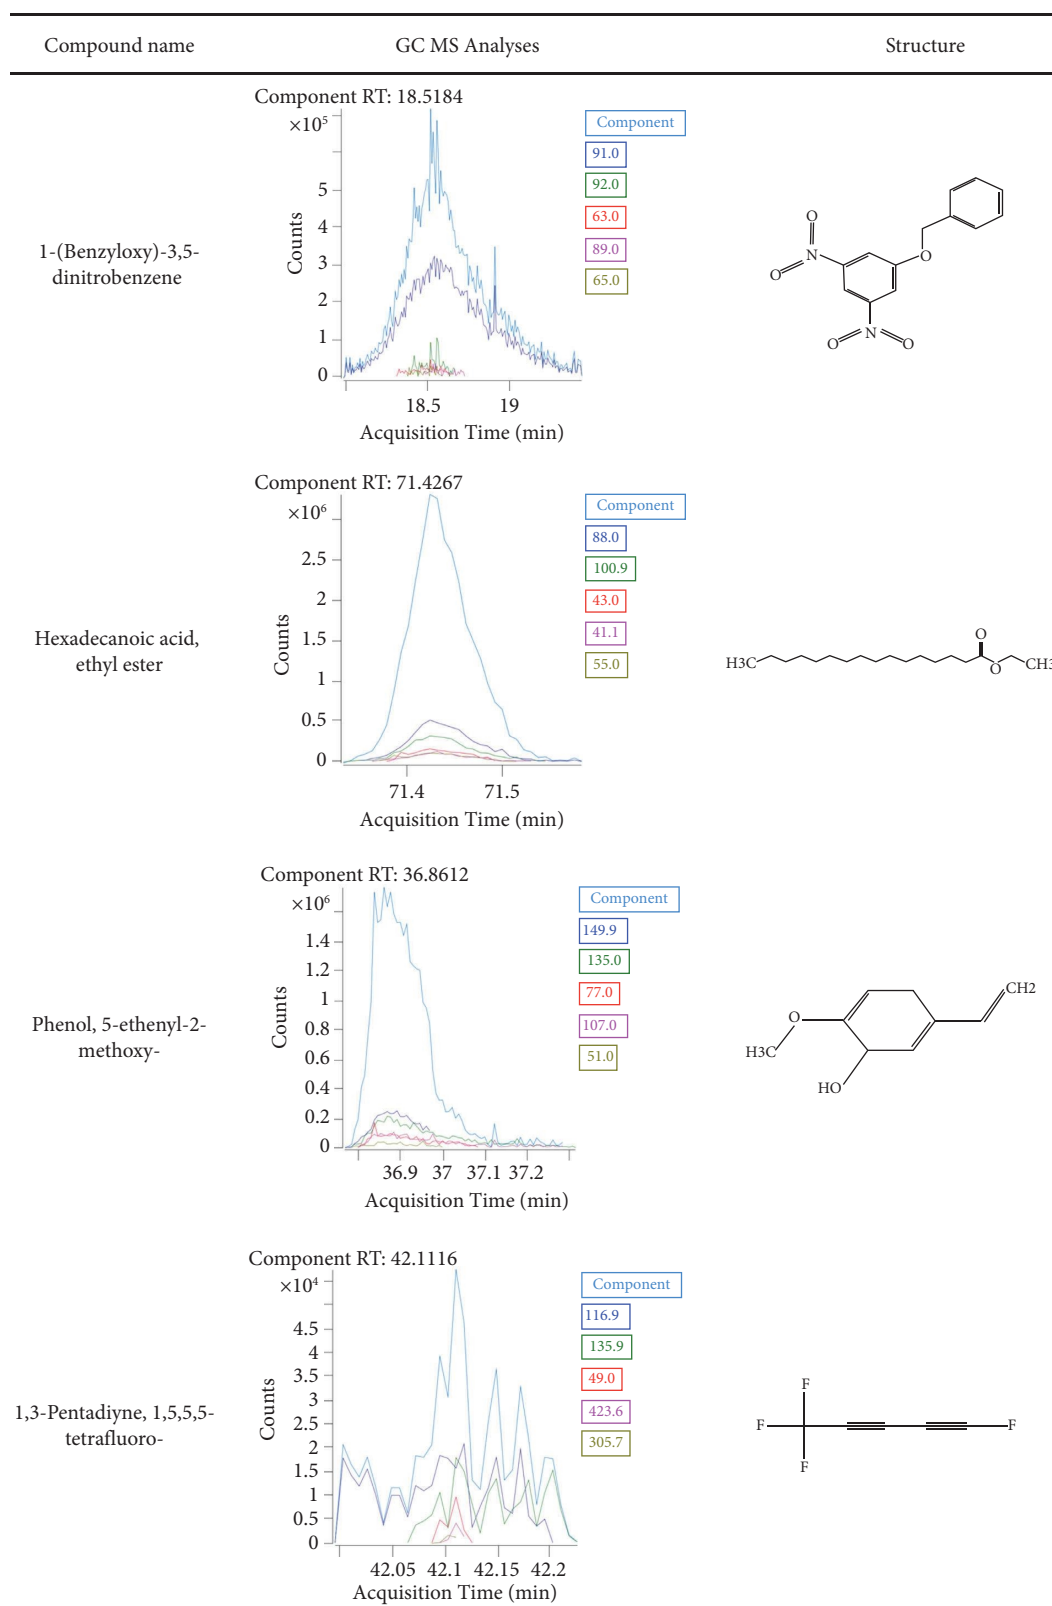 Compound name
GC MS Analyses
Structure
1-(Benzyloxy)-3,5-
dinitrobenzene
Component RT: 18.5184
×10⁵
5
4
3
2
1
0
Counts
18.5
19
Acquisition Time (min)
Component
91.0
92.0
63.0
89.0
65.0
O
N
O
O
N
O
O
Hexadecanoic acid,
ethyl ester
Component RT: 71.4267
×10⁶
2.5
2
1.5
1
0.5
0
Counts
71.4
71.5
Acquisition Time (min)
Component
88.0
100.9
43.0
41.1
55.0
H3C
O
O
CH3
Phenol, 5-ethenyl-2-
methoxy-
Component RT: 36.8612
×10⁶
1.4
1.2
1
0.8
0.6
0.4
0.2
0
Counts
36.9
37
37.1
37.2
Acquisition Time (min)
Component
149.9
135.0
77.0
107.0
51.0
CH2
O
H3C
HO
1,3-Pentadiyne, 1,5,5,5-
tetrafluoro-
Component RT: 42.1116
×10⁴
4.5
4
3.5
3
2.5
2
1.5
1
0.5
0
Counts
42.05
42.1
42.15
42.2
Acquisition Time (min)
Component
116.9
135.9
49.0
423.6
305.7
F
F
F
F